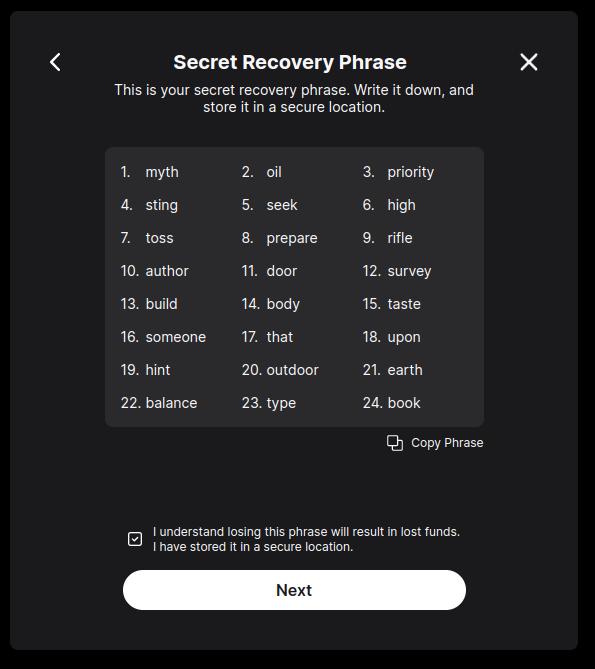 Secret Recovery Phrase
This is your secret recovery phrase. Write it down, and
store it in a secure location.
1. myth 2. oil 3. priority
4. sting 5. seek 6. high
7. toss 8. prepare 9. rifle
10. author 11. door 12. survey
13. build 14. body 15. taste
16. someone 17. that 18. upon
19. hint 20. outdoor 21. earth
22. balance 23. type 24. book
Copy Phrase
I understand losing this phrase will result in lost funds.
I have stored it in a secure location.
Next